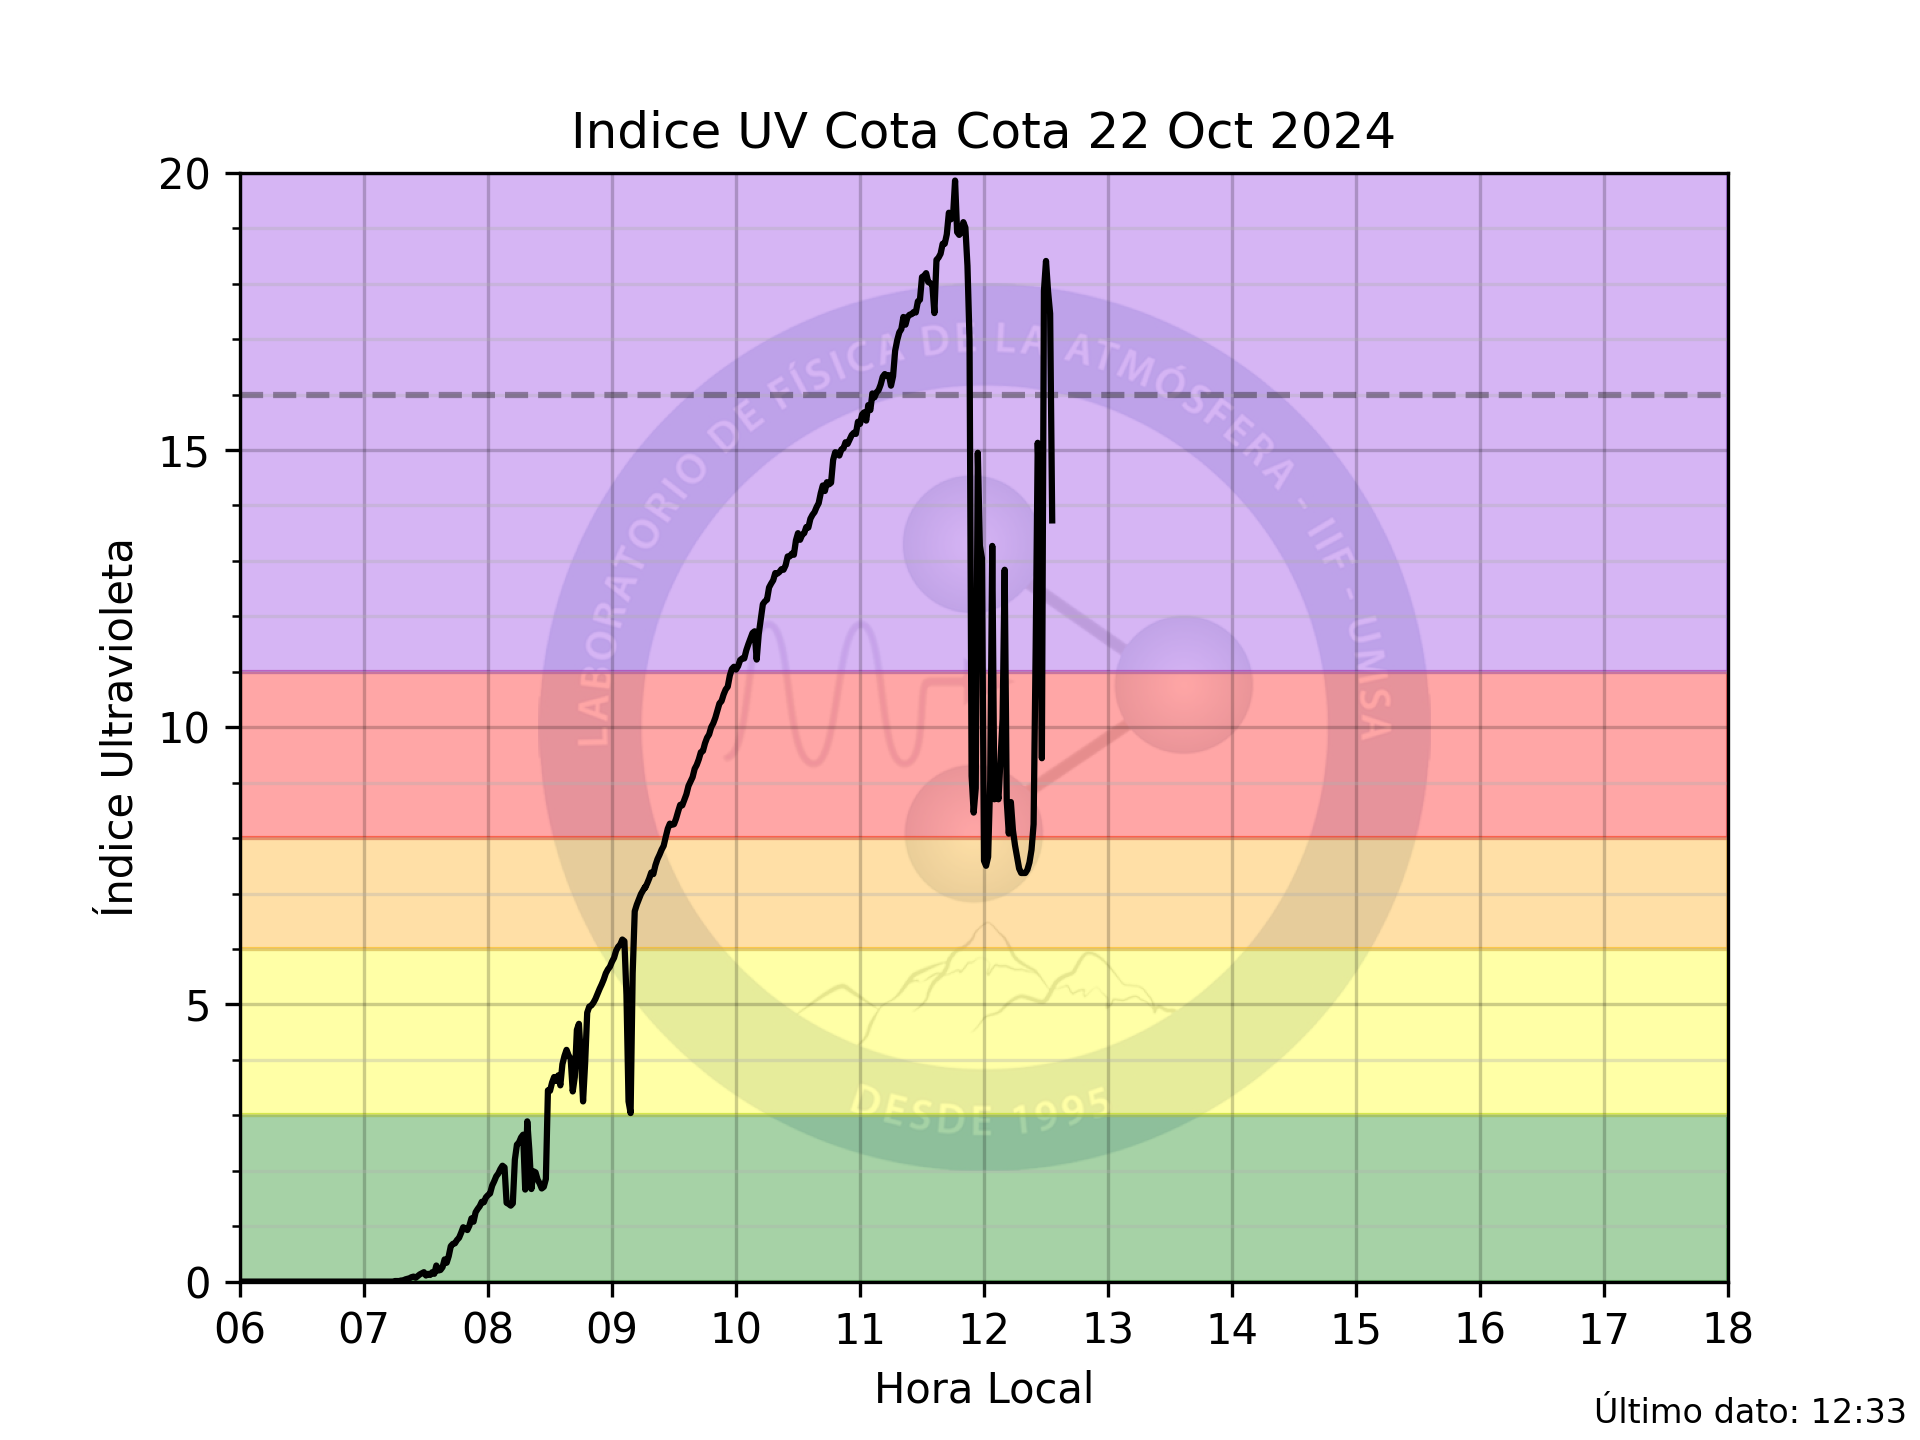 Indice UV Cota Cota 22 Oct 2024
20
15
10
5
0
Índice Ultravioleta
LABORATORIO DE FÍSICA DE LA ATMÓSFERA - IIF - UMSA
DESDE 1995
06 07 08 09 10 11 12 13 14 15 16 17 18
Hora Local
Último dato: 12:33